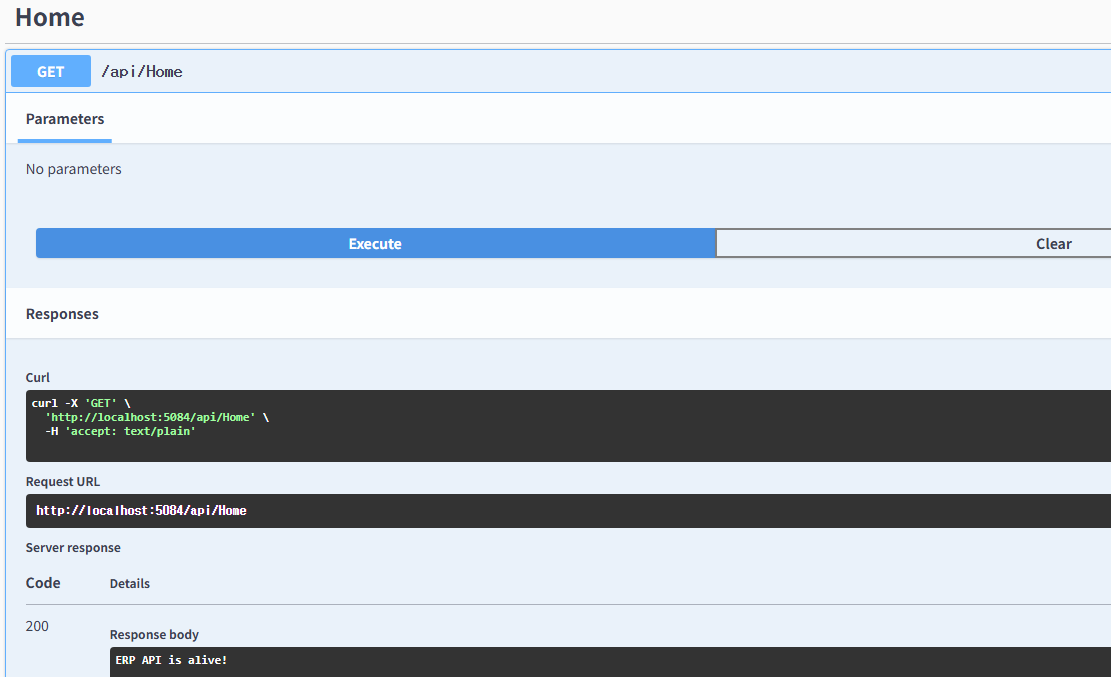 Home
GET /api/Home
Parameters
No parameters
Execute Clear
Responses
Curl
curl -X 'GET' \
  'http://localhost:5084/api/Home' \
  -H 'accept: text/plain'
Request URL
http://localhost:5084/api/Home
Server response
Code Details
200
Response body
ERP API is alive!